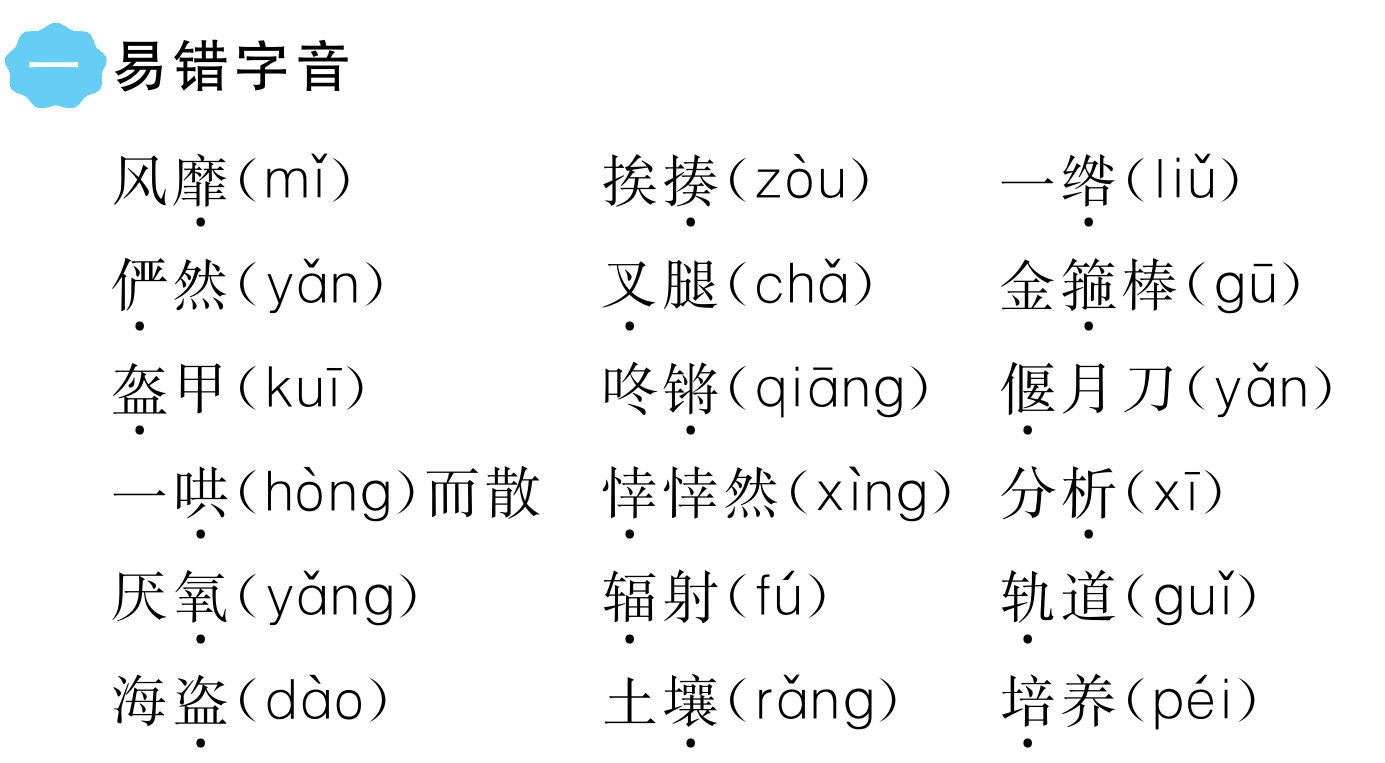 一 易错字音
风靡(mǐ) 挨揍(zòu) 一绺(liǔ)
俨然(yǎn) 叉腿(chǎ) 金箍棒(gū)
盔甲(kuī) 咚锵(qiāng) 偃月刀(yǎn)
一哄(hòng)而散 悻悻然(xìng) 分析(xī)
厌氧(yǎng) 辐射(fú) 轨道(guǐ)
海盗(dào) 土壤(rǎng) 培养(péi)